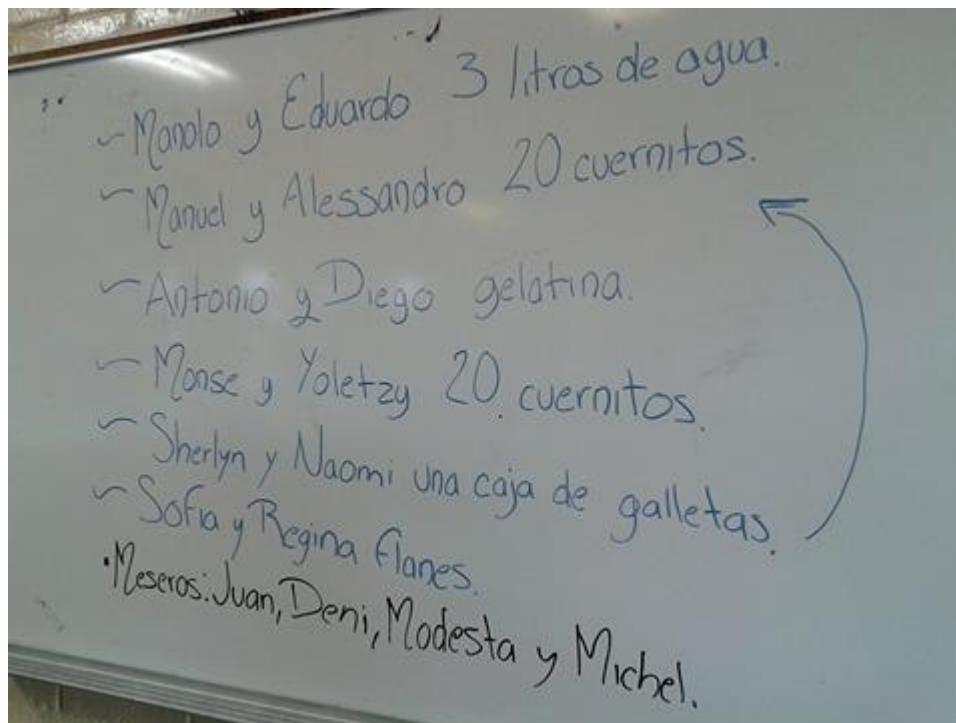 ~ Manolo y Eduardo 3 litros de agua.
~ Manuel y Alessandro 20 cuernitos.
~ Antonio y Diego gelatina.
~ Monse y Yoletzy 20 cuernitos.
~ Sherlyn y Naomi una caja de galletas.
~ Sofia y Regina flanes.
• Meseros: Juan, Deni, Modesta y Michel.